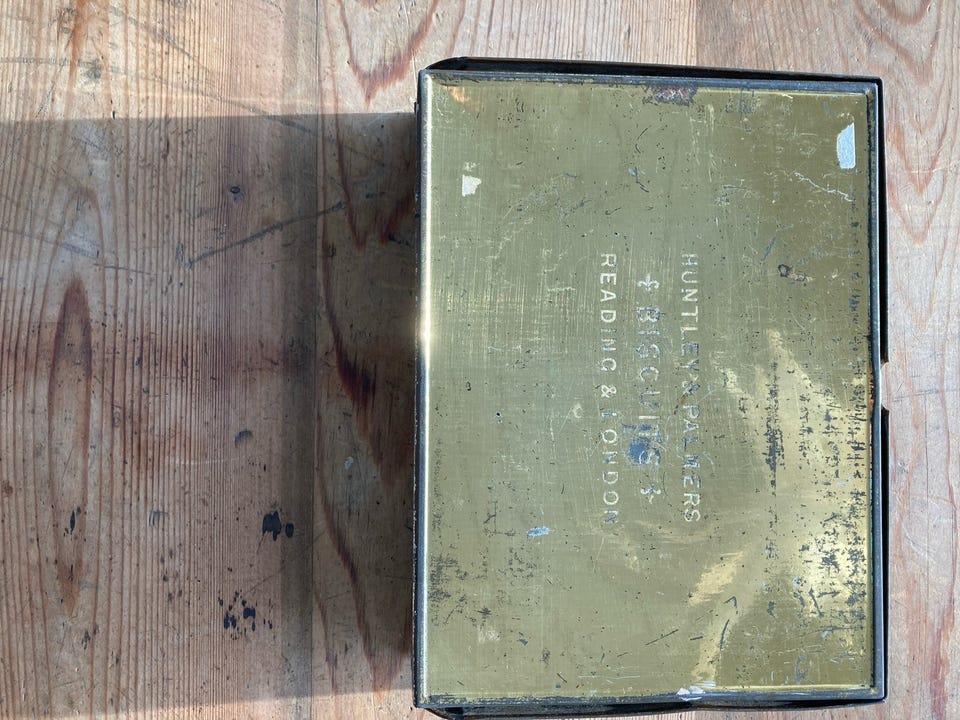 HUNTLEY & PALMERS
BISCUITS
READING & LONDON